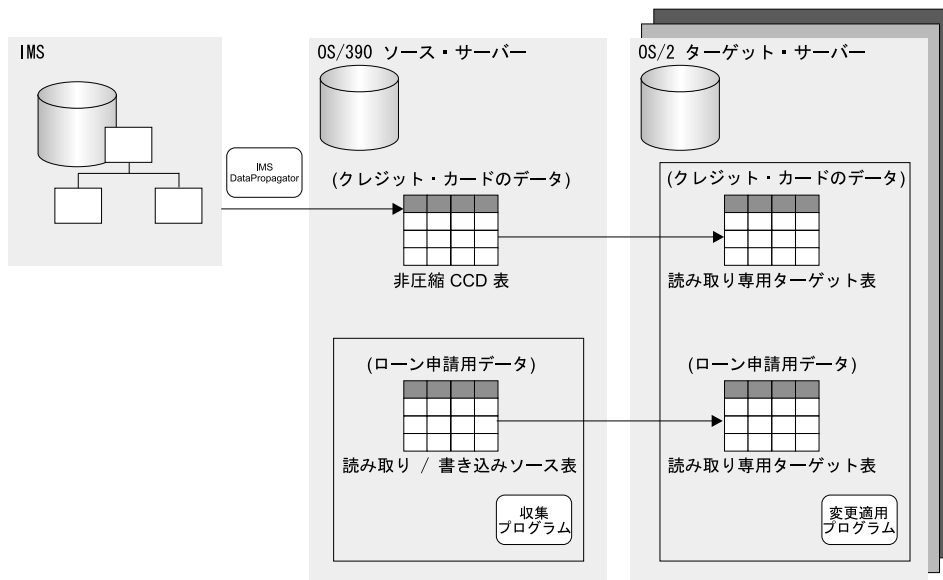 IMS
IMS
DataPropagator
OS/390 ソース・サーバー
(クレジット・カードのデータ)
非圧縮 CCD 表
(ローン申請用データ)
読み取り / 書き込みソース表
収集
プログラム
OS/2 ターゲット・サーバー
(クレジット・カードのデータ)
読み取り専用ターゲット表
(ローン申請用データ)
読み取り専用ターゲット表
変更適用
プログラム